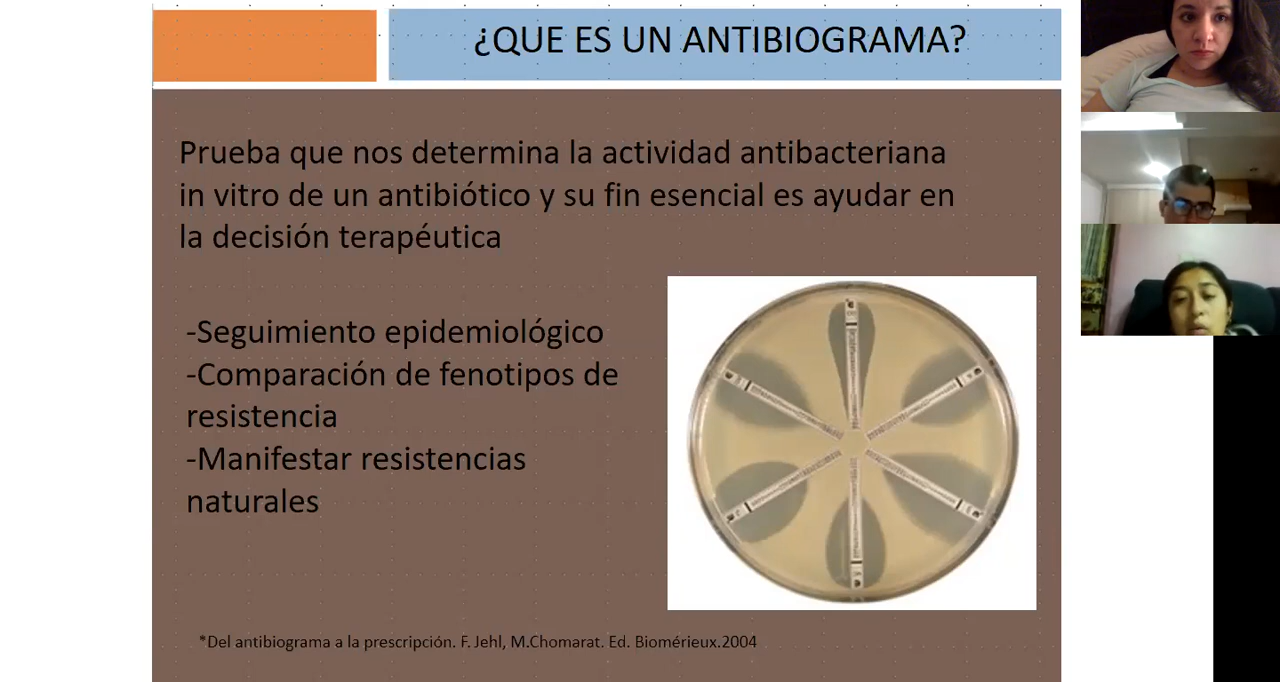 ¿QUE ES UN ANTIBIOGRAMA?
Prueba que nos determina la actividad antibacteriana
in vitro de un antibiótico y su fin esencial es ayudar en
la decisión terapéutica
-Seguimiento epidemiológico
-Comparación de fenotipos de
resistencia
-Manifestar resistencias
naturales
*Del antibiograma a la prescripción. F. Jehl, M.Chomarat. Ed. Biomérieux.2004